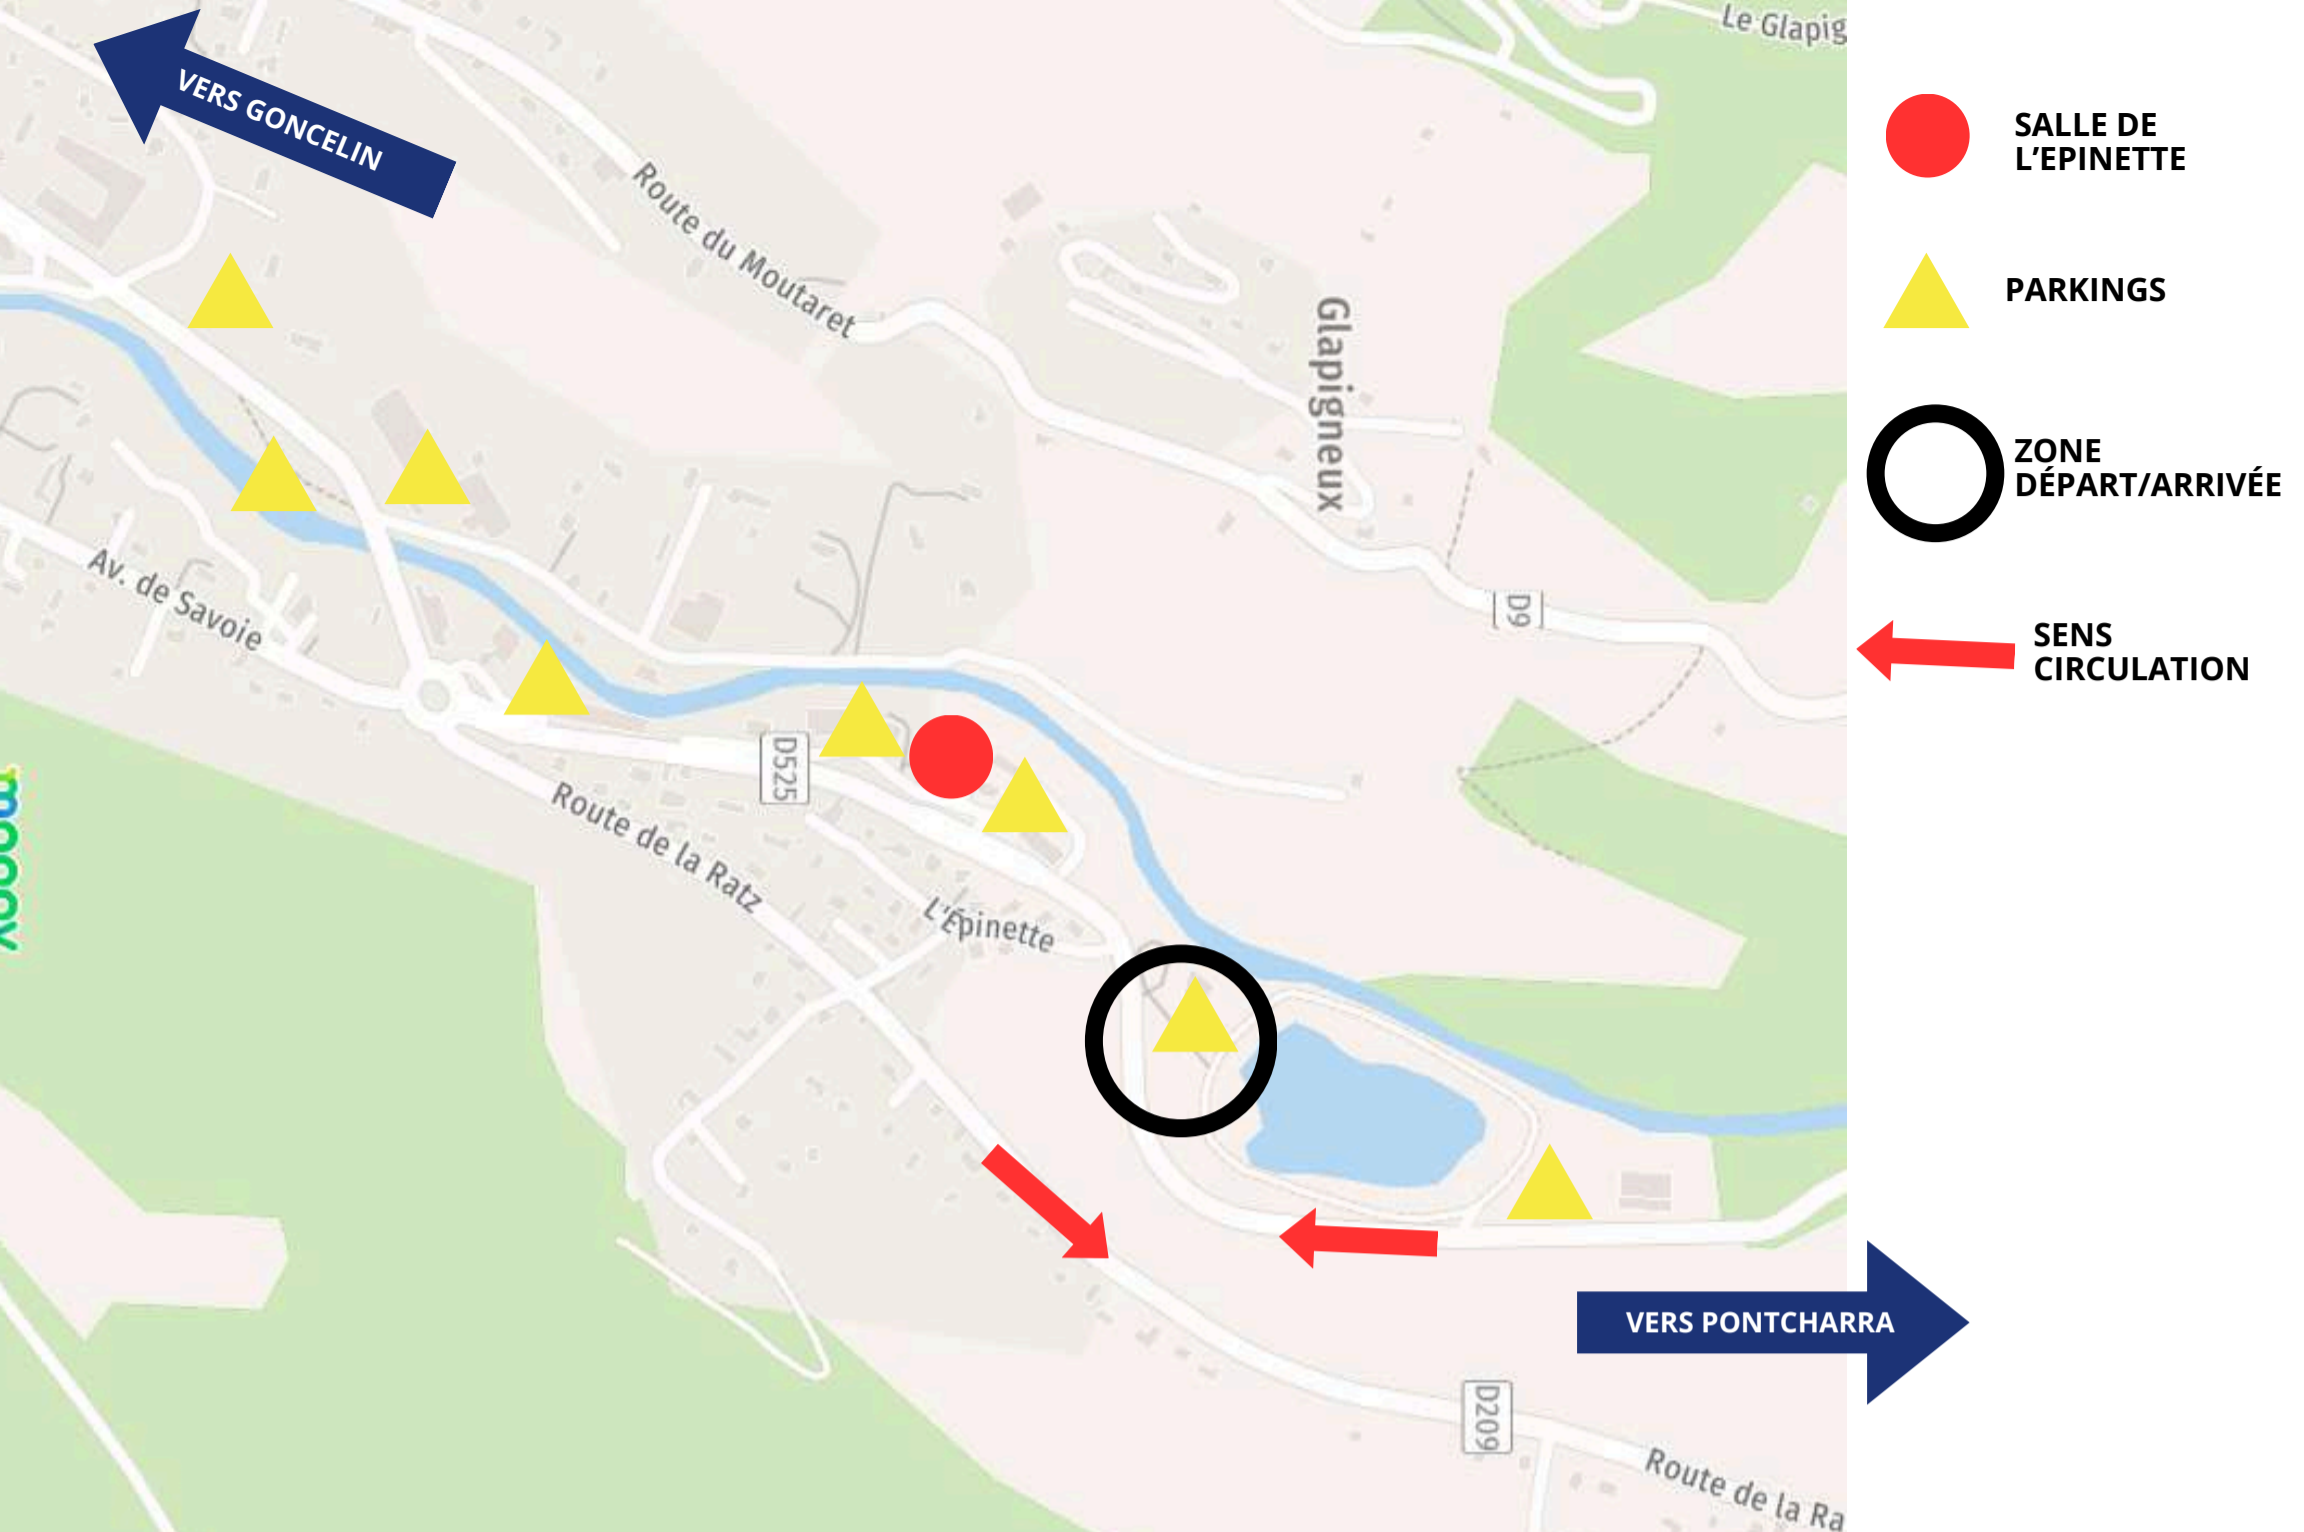 Le Glapig
VERS GONCELIN
Route du Moutaret
Glapigneux
D9
Av. de Savoie
D525
Route de la Ratz
L'Épinette
VERS PONTCHARRA
D209
Route de la Ra
SALLE DE
L'EPINETTE
PARKINGS
ZONE
DÉPART/ARRIVÉE
SENS
CIRCULATION